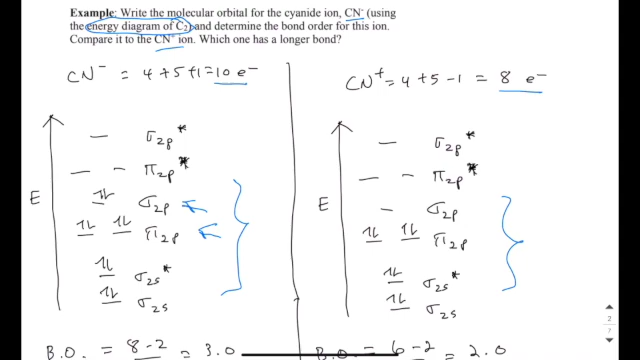 Example: Write the molecular orbital for the cyanide ion, CN⁻ (using
the energy diagram of C₂) and determine the bond order for this ion.
Compare it to the CN⁺ ion. Which one has a longer bond?
CN⁻ = 4+5+1=10 e⁻
E
σ2p*
π2p*
σ2p
π2p
σ2s*
σ2s
B.O. = 8-2 = 3.0
CN⁺ = 4+5-1 = 8 e⁻
E
σ2p*
π2p*
σ2p
π2p
σ2s*
σ2s
B.O. = 6-2 = 2.0
2
7